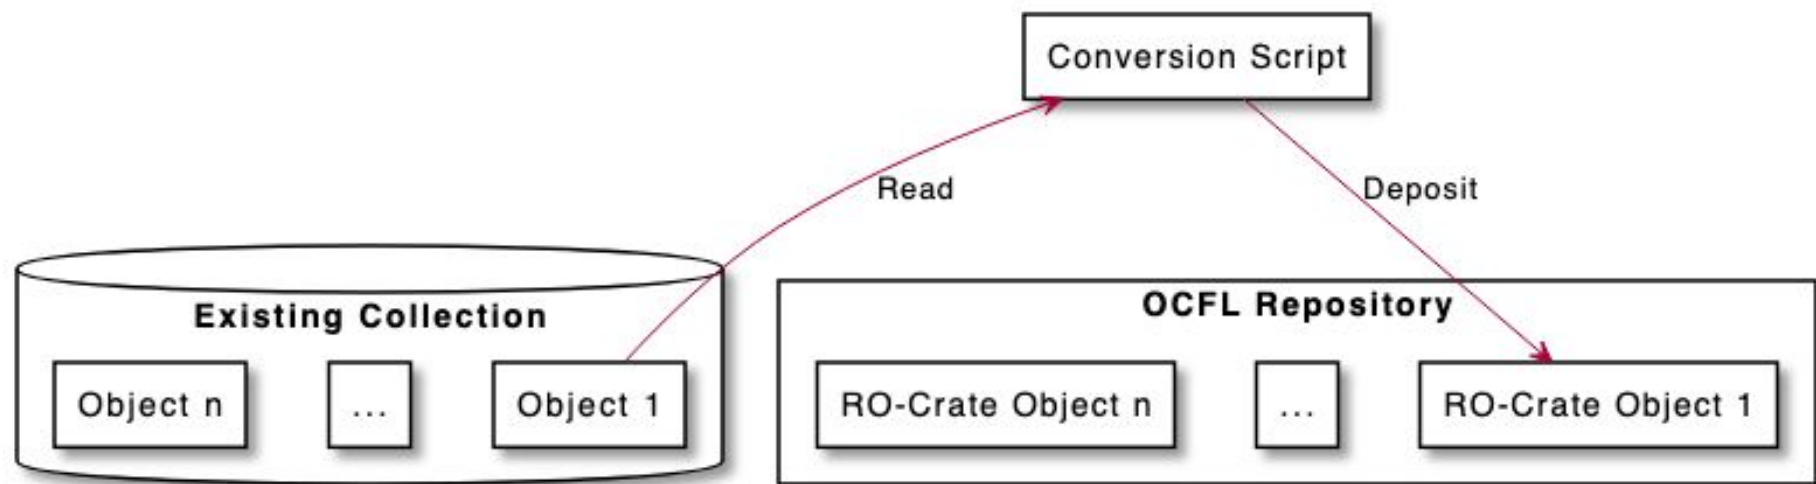 Conversion Script
Read
Deposit
Existing Collection
OCFL Repository
Object n
...
Object 1
RO-Crate Object n
...
RO-Crate Object 1